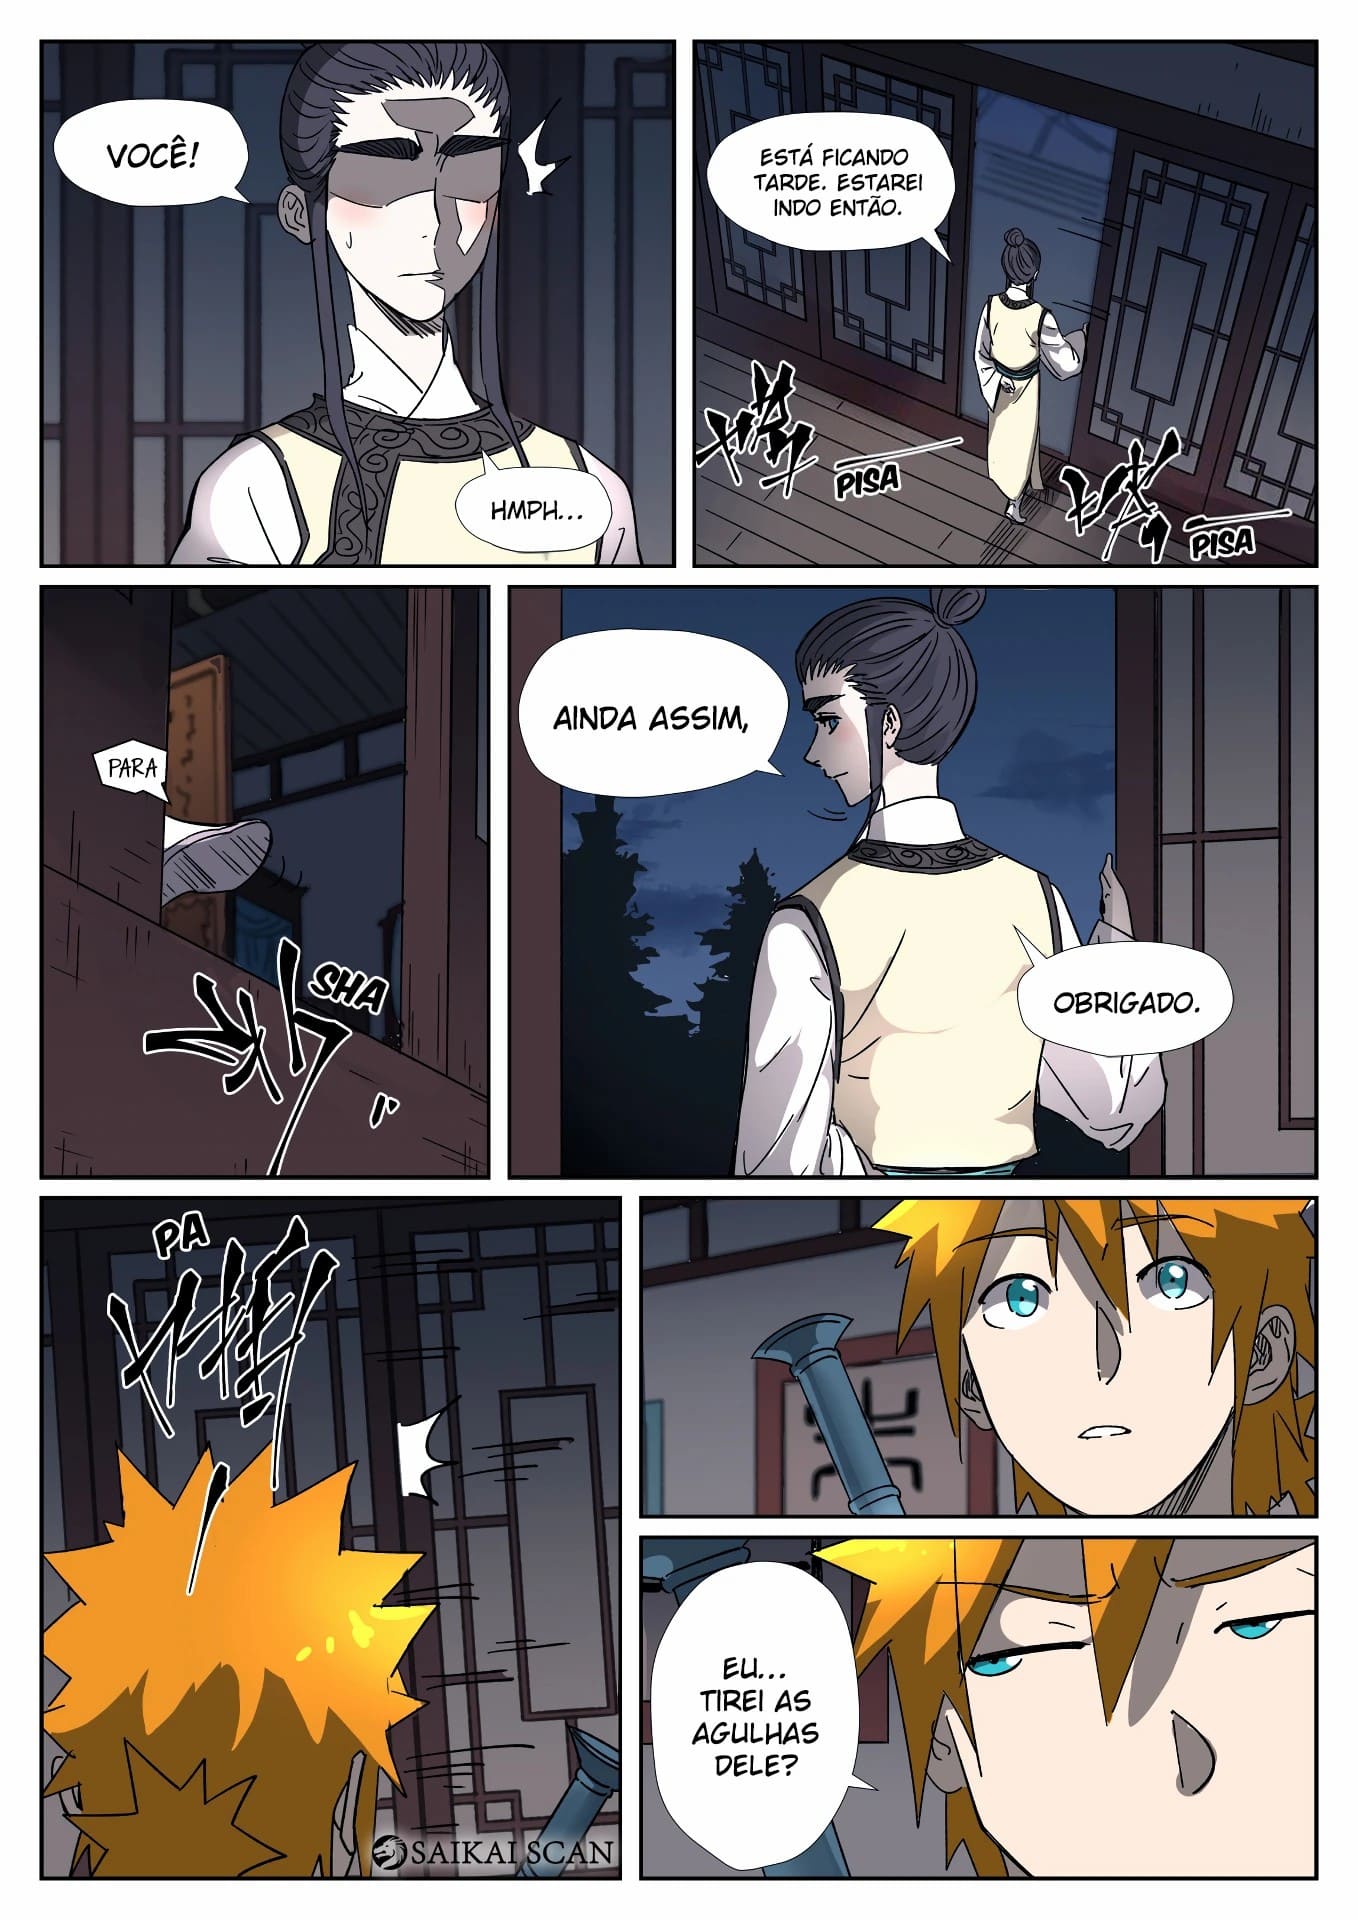 VOCÊ!
HMPH...
ESTÁ FICANDO
TARDE. ESTAREI
INDO ENTÃO.
PISA
PISA
PARA
SHA
AINDA ASSIM,
OBRIGADO.
PA
EU...
TIREI AS
AGULHAS
DELE?
SAIKAI SCAN